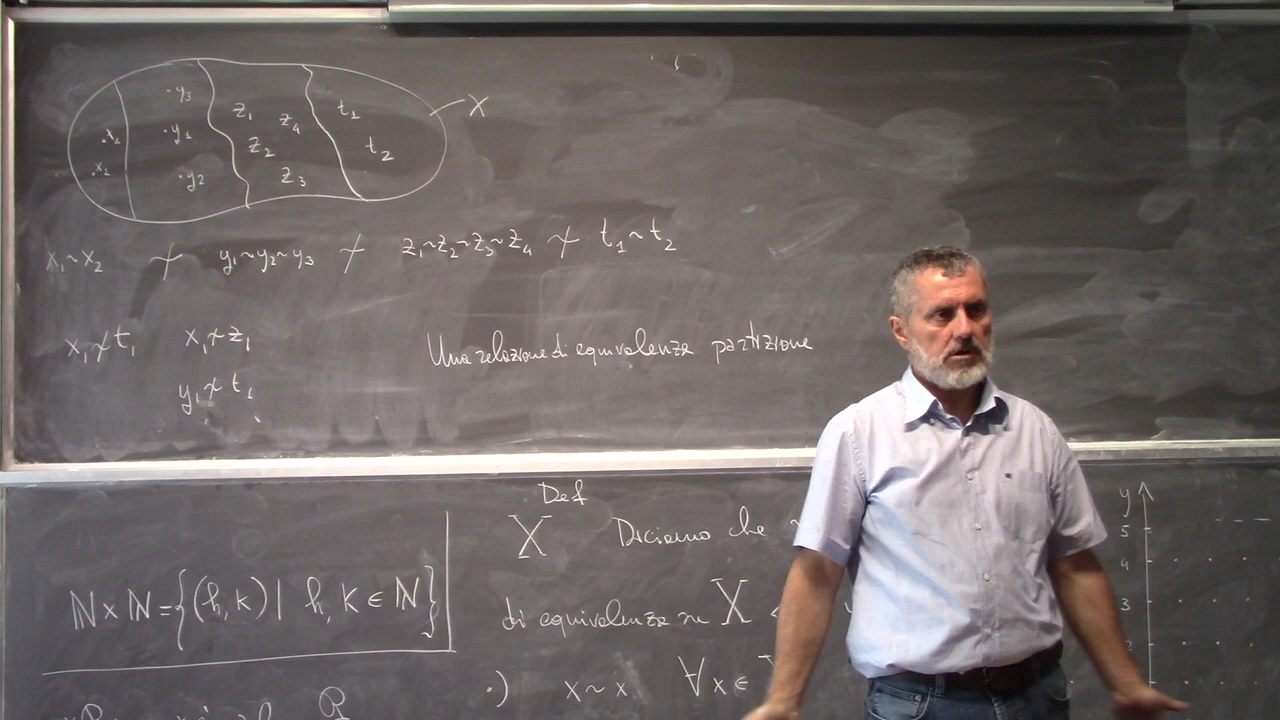 X
y₃
z₁
z₄
t₁
x₁
y₁
z₂
t₂
x₂
y₂
z₃
x₁~x₂ ≁ y₁~y₂~y₃ ≁ z₁~z₂~z₃~z₄ ≁ t₁~t₂
x₁≁t₁ x₁≁z₁
y₁≁t₁
Una relazione di equivalenza partizione
ℕ×ℕ={(h,k)| h,k∈ℕ}
Def
X Diciamo che
di equivalenza su X
·) x~x ∀x∈
y
5
4
3
2